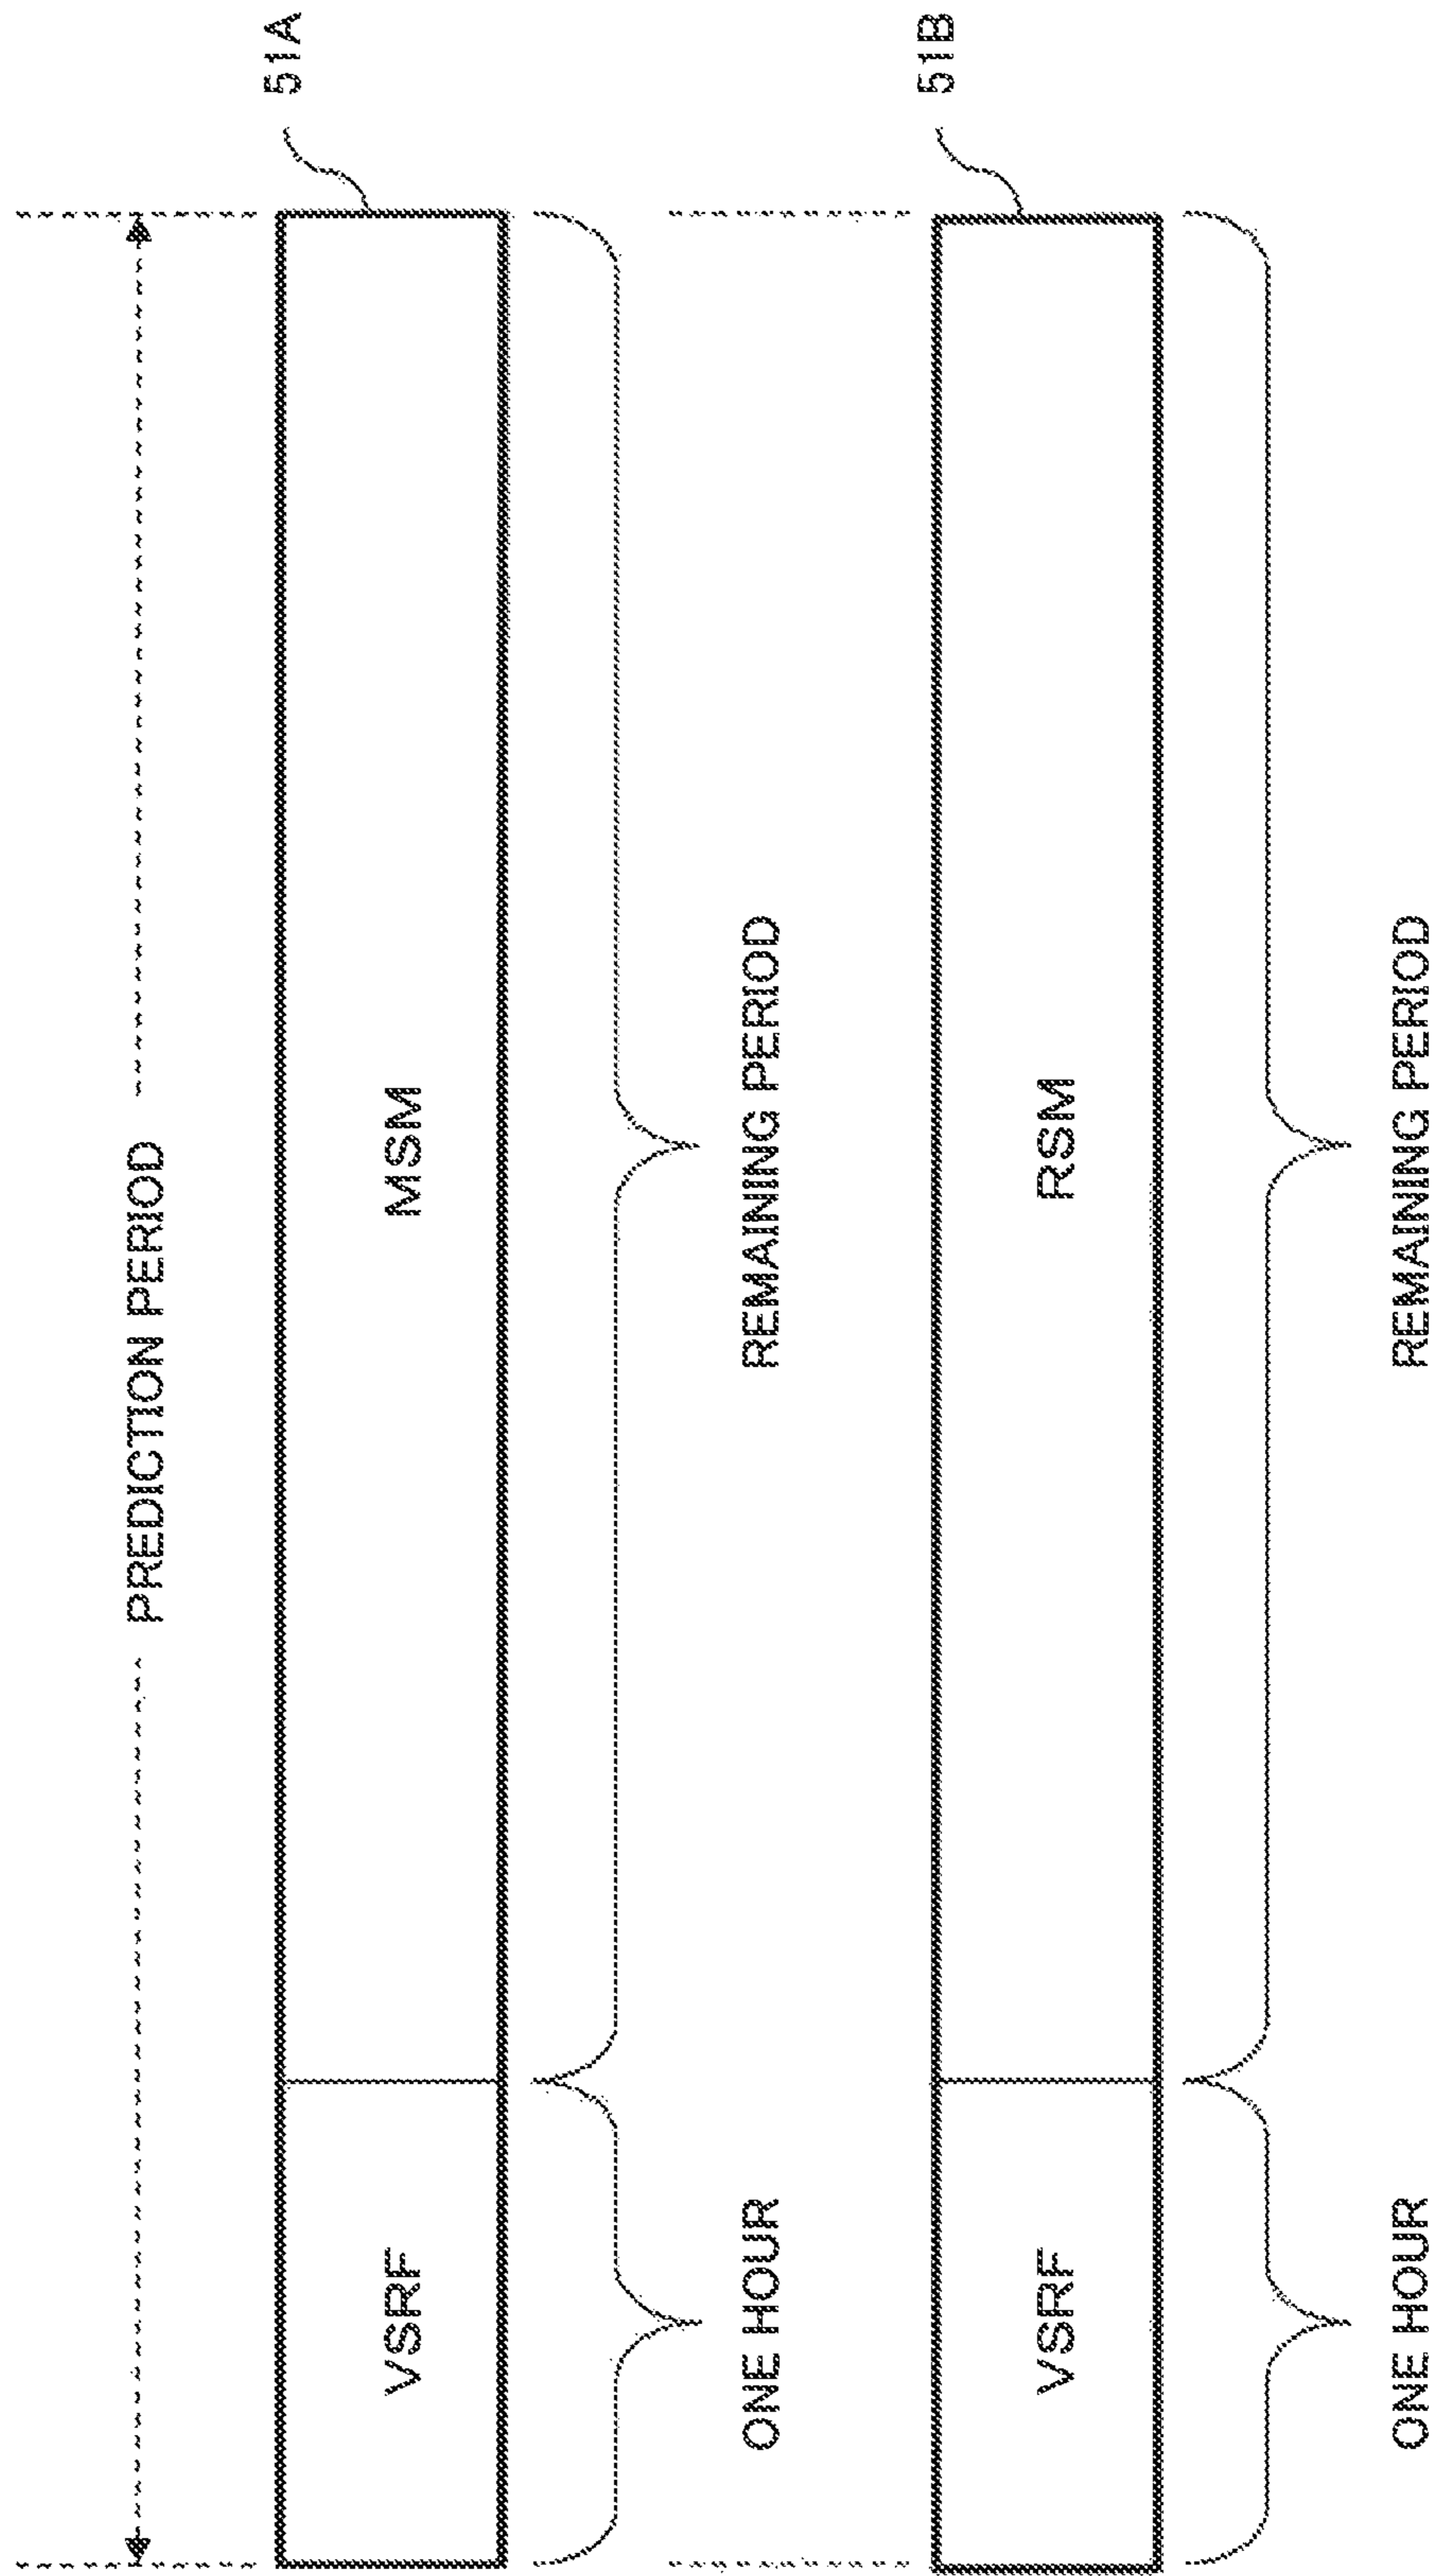 PREDICTION PERIOD
51A
VSRF
MSM
ONE HOUR
REMAINING PERIOD
51B
VSRF
RSM
ONE HOUR
REMAINING PERIOD